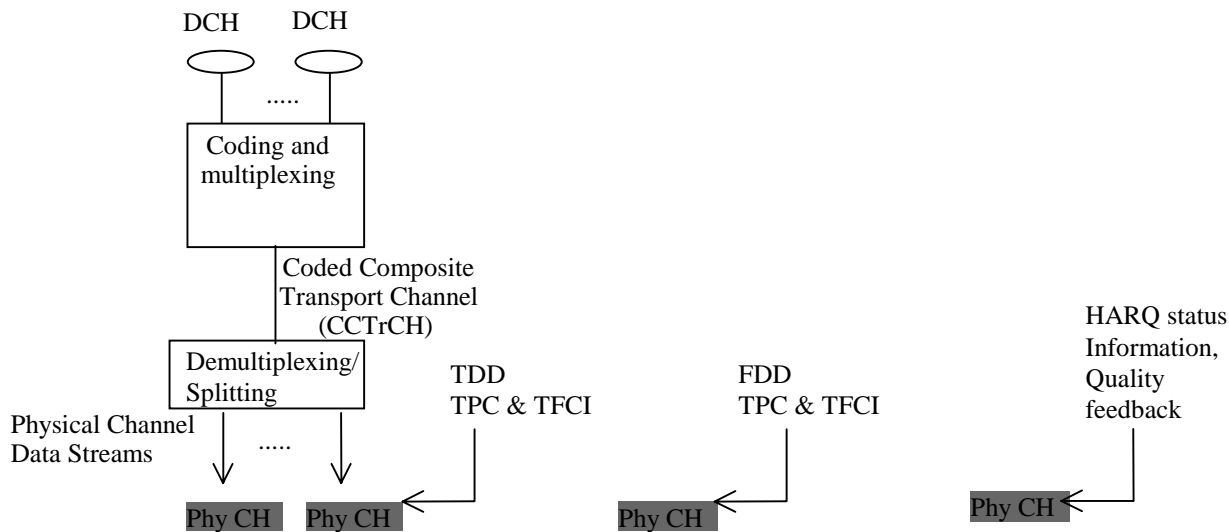 DCH DCH
.....
Coding and
multiplexing
Coded Composite
Transport Channel
(CCTrCH)
Demultiplexing/
Splitting
Physical Channel
Data Streams
.....
TDD
TPC & TFCI
FDD
TPC & TFCI
HARQ status
Information,
Quality
feedback
Phy CH Phy CH Phy CH Phy CH